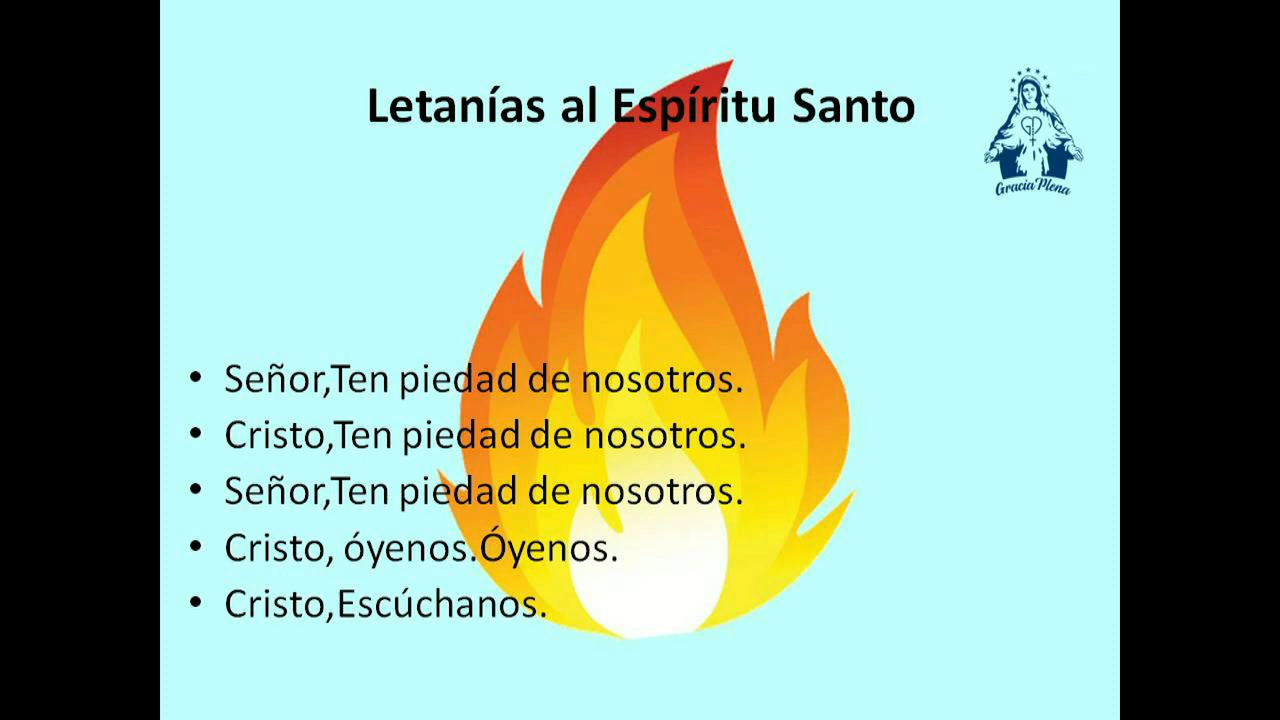 Letanías al Espíritu Santo
Gracia Plena
• Señor,Ten piedad de nosotros.
• Cristo,Ten piedad de nosotros.
• Señor,Ten piedad de nosotros.
• Cristo, óyenos.Óyenos.
• Cristo,Escúchanos.